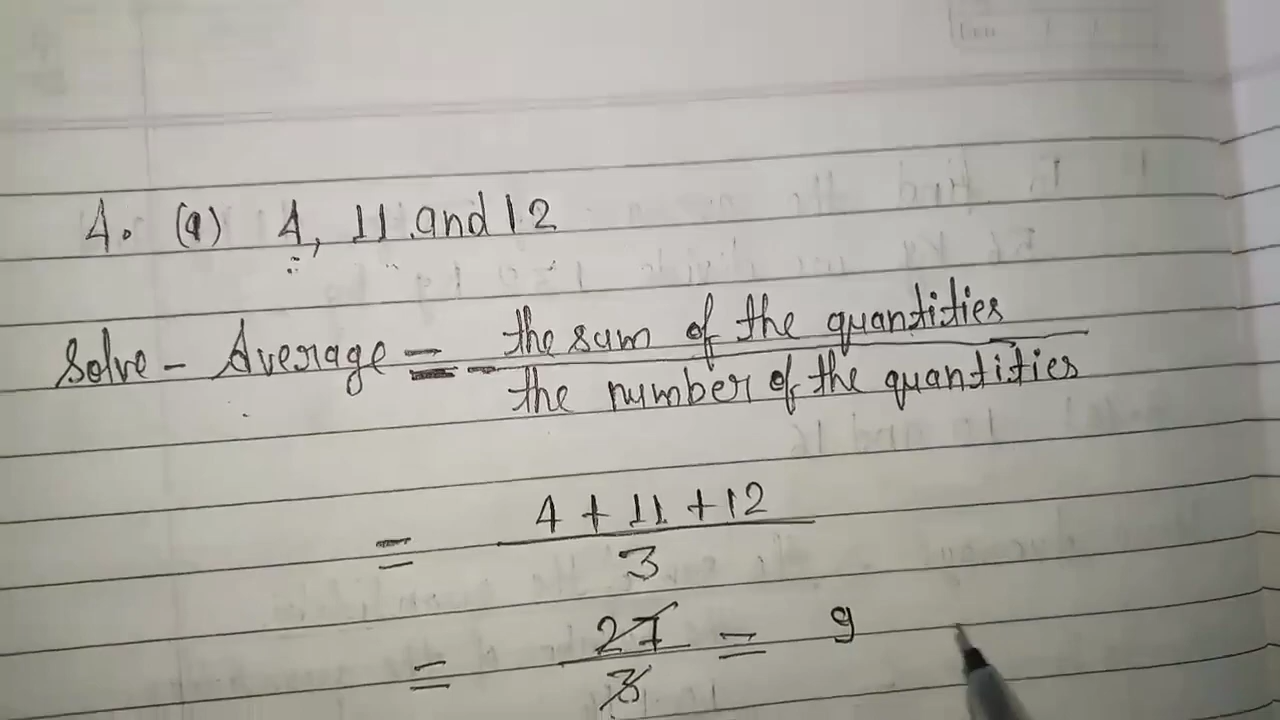 4. (a) 4, 11 and 12
Solve - Average = the sum of the quantities
the number of the quantities
= 4 + 11 + 12
3
= 27 = 9
3